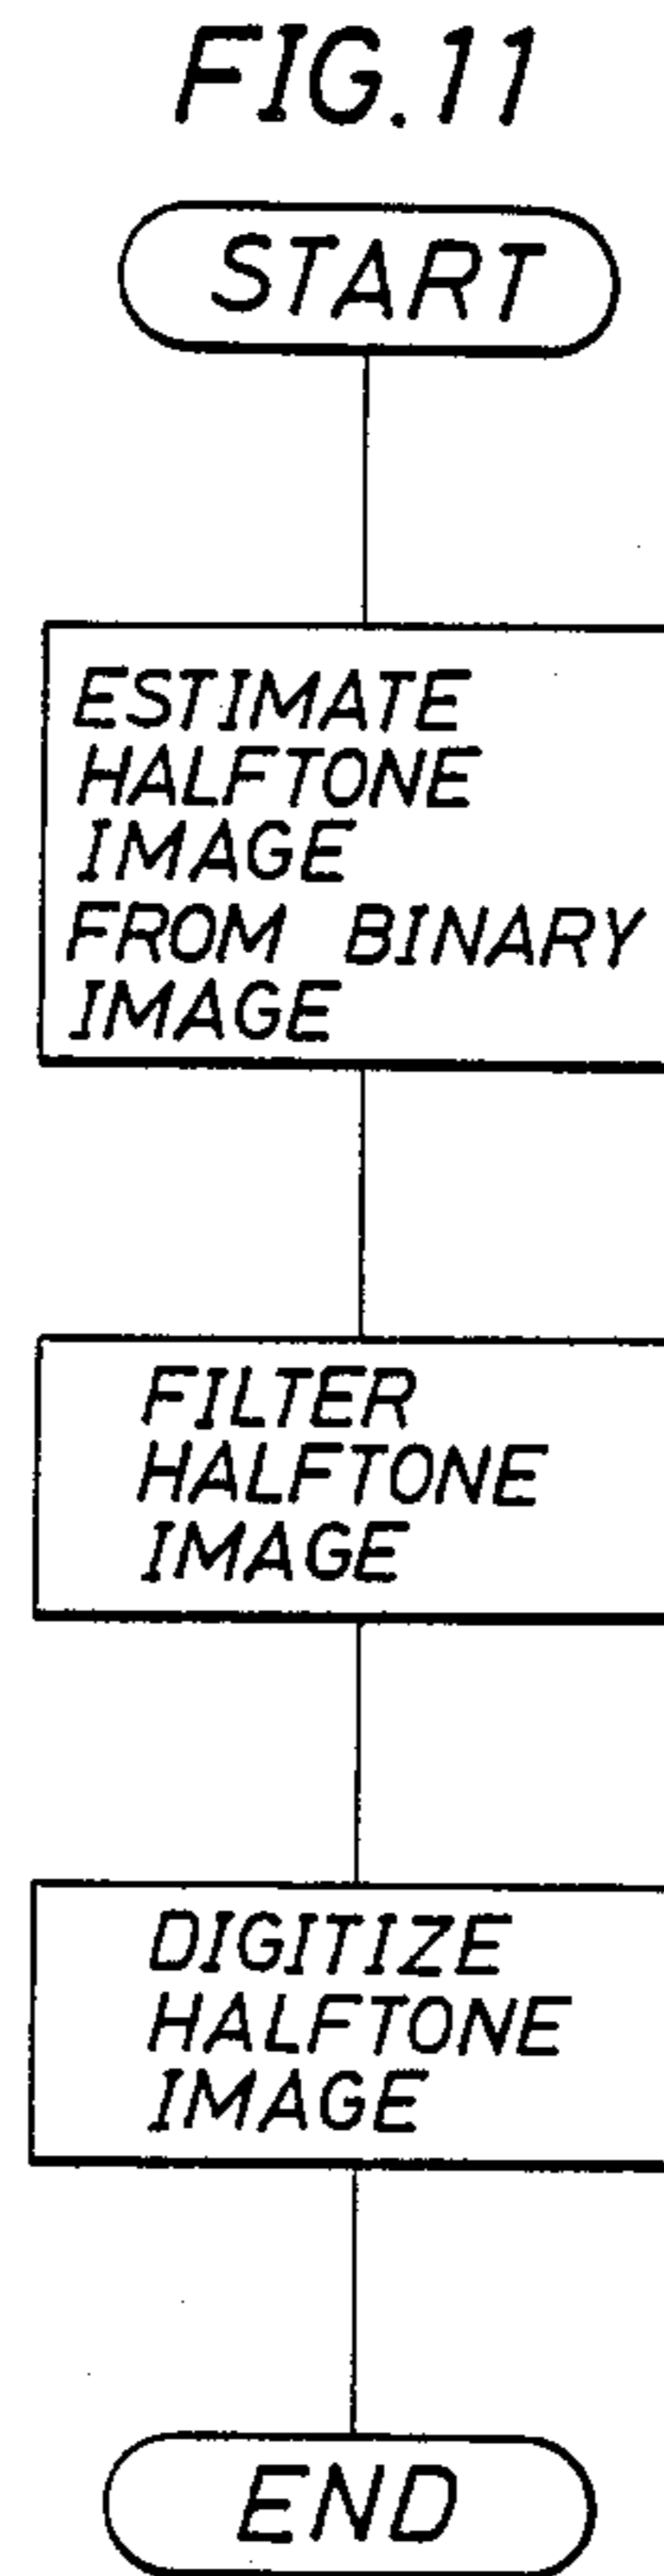 FIG.11
START
ESTIMATE
HALFTONE
IMAGE
FROM BINARY
IMAGE
FILTER
HALFTONE
IMAGE
DIGITIZE
HALFTONE
IMAGE
END